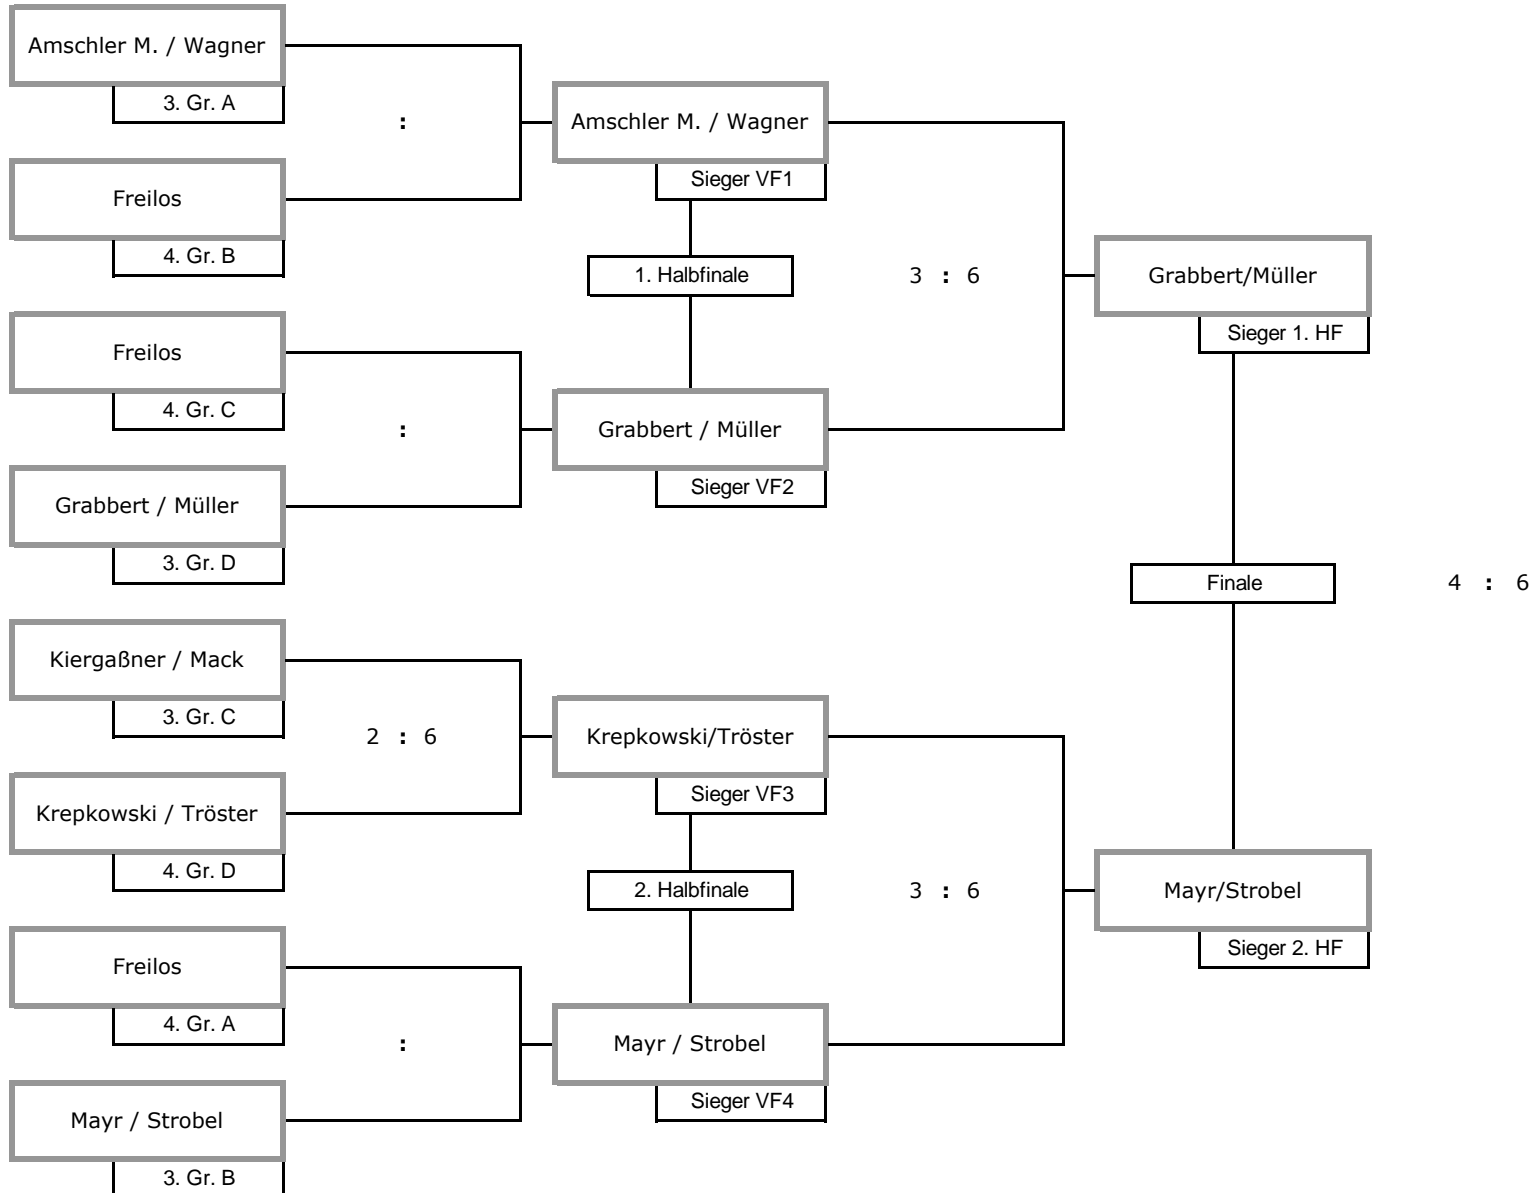 Amschler M. / Wagner
3. Gr. A
:
Freilos
4. Gr. B
Freilos
4. Gr. C
:
Grabbert / Müller
3. Gr. D
Kiergaßner / Mack
3. Gr. C
2 : 6
Krepkowski / Tröster
4. Gr. D
Freilos
4. Gr. A
:
Mayr / Strobel
3. Gr. B
Amschler M. / Wagner
Sieger VF1
1. Halbfinale
3 : 6
Grabbert / Müller
Sieger VF2
Krepkowski/Tröster
Sieger VF3
2. Halbfinale
3 : 6
Mayr / Strobel
Sieger VF4
Grabbert/Müller
Sieger 1. HF
Finale
4 : 6
Mayr/Strobel
Sieger 2. HF